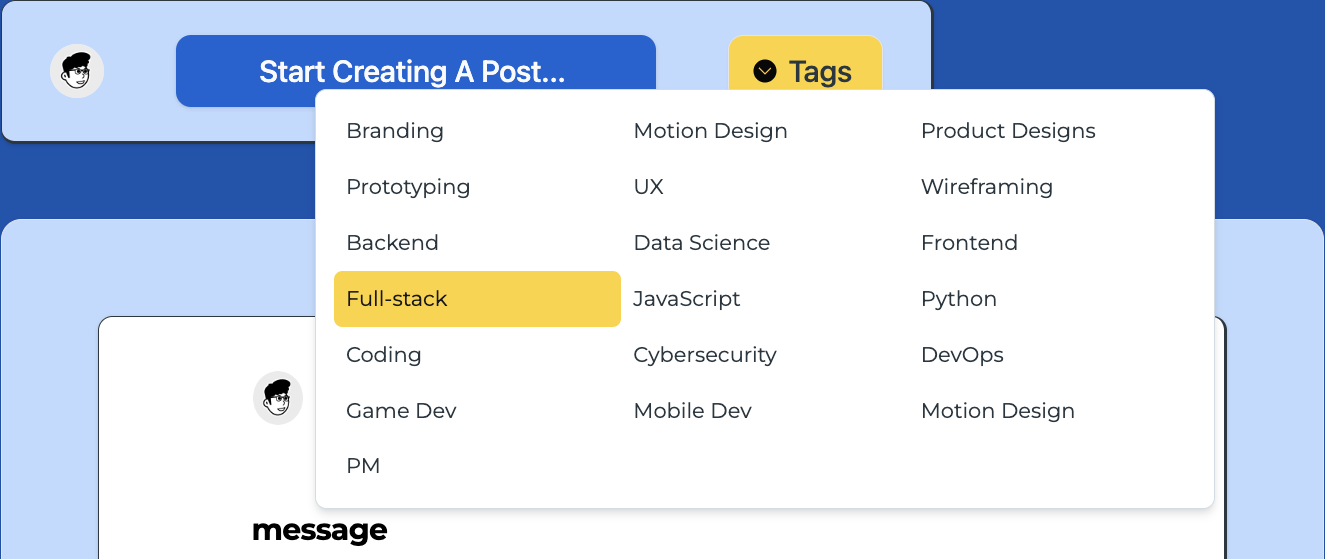 Start Creating A Post...
Tags
Branding Motion Design Product Designs
Prototyping UX Wireframing
Backend Data Science Frontend
Full-stack JavaScript Python
Coding Cybersecurity DevOps
Game Dev Mobile Dev Motion Design
PM
message